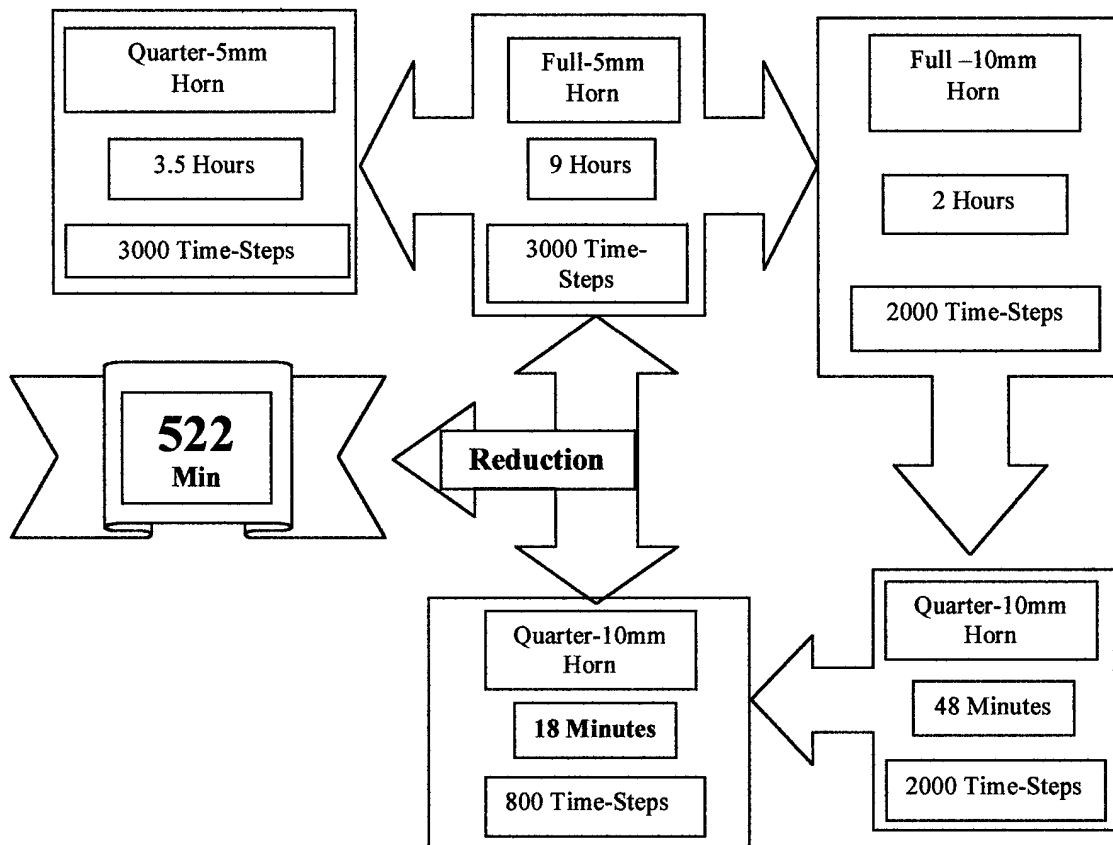 Quarter-5mm
Horn
3.5 Hours
3000 Time-Steps
Full-5mm
Horn
9 Hours
3000 Time-
Steps
Full –10mm
Horn
2 Hours
2000 Time-Steps
522
Min
Reduction
Quarter-10mm
Horn
18 Minutes
800 Time-Steps
Quarter-10mm
Horn
48 Minutes
2000 Time-Steps